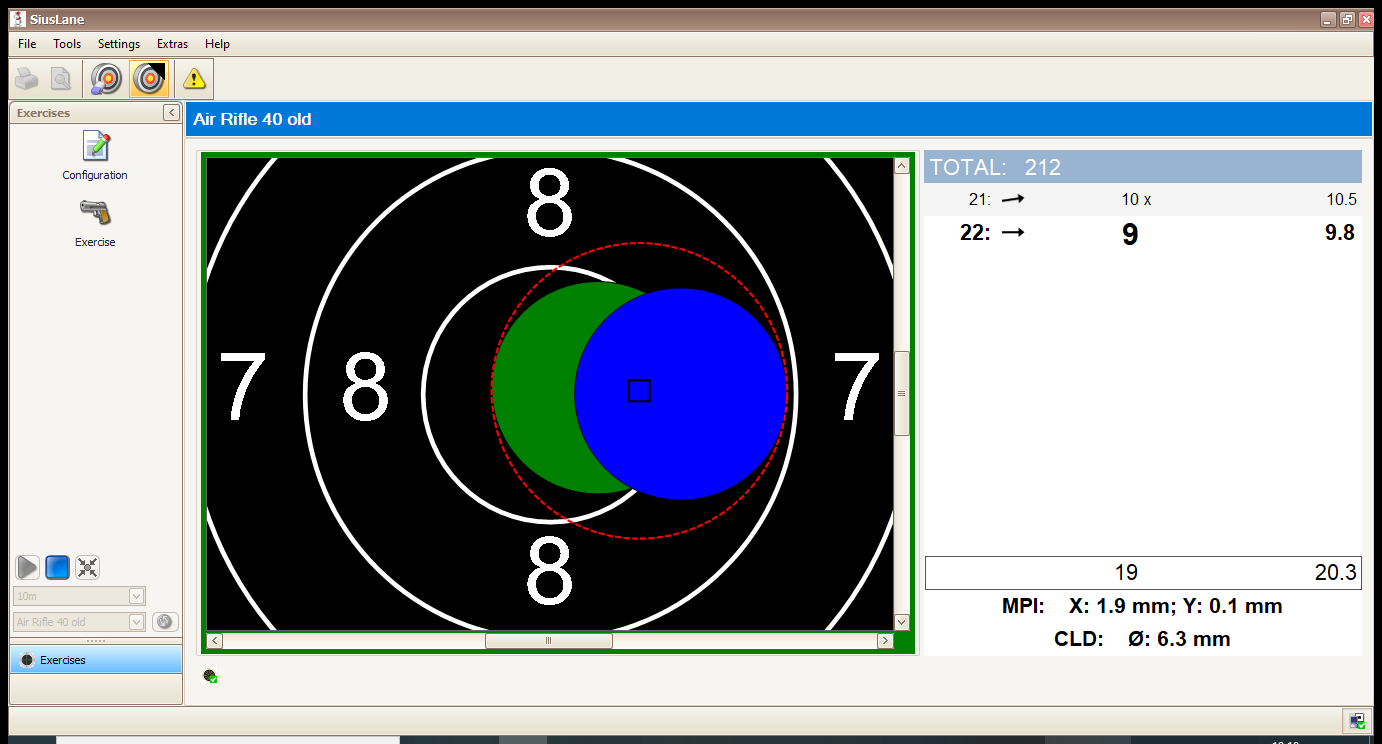 SiusLane
File Tools Settings Extras Help
Exercises
Configuration
Exercise
10m
Air Rifle 40 old
Exercises
Air Rifle 40 old
8
7 8 7
8
TOTAL: 212
21: 10 x 10.5
22: 9 9.8
19 20.3
MPI: X: 1.9 mm; Y: 0.1 mm
CLD: Ø: 6.3 mm